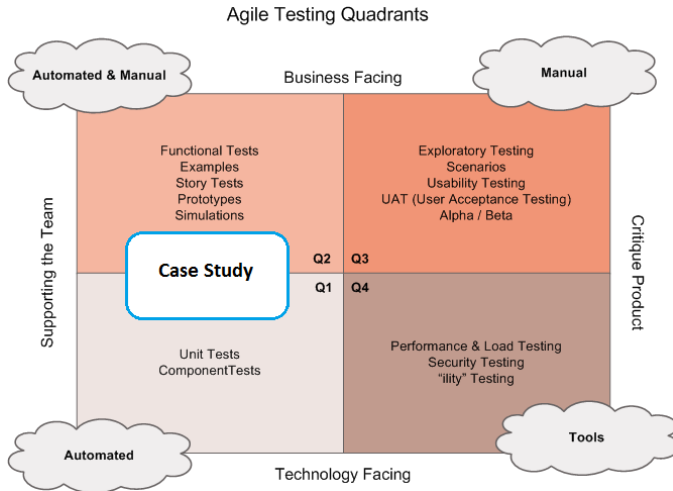 Agile Testing Quadrants
Automated & Manual
Business Facing
Manual
Functional Tests
Examples
Story Tests
Prototypes
Simulations
Exploratory Testing
Scenarios
Usability Testing
UAT (User Acceptance Testing)
Alpha / Beta
Supporting the Team
Case Study
Q2
Q3
Critique Product
Q1
Q4
Unit Tests
ComponentTests
Performance & Load Testing
Security Testing
"ility" Testing
Automated
Technology Facing
Tools